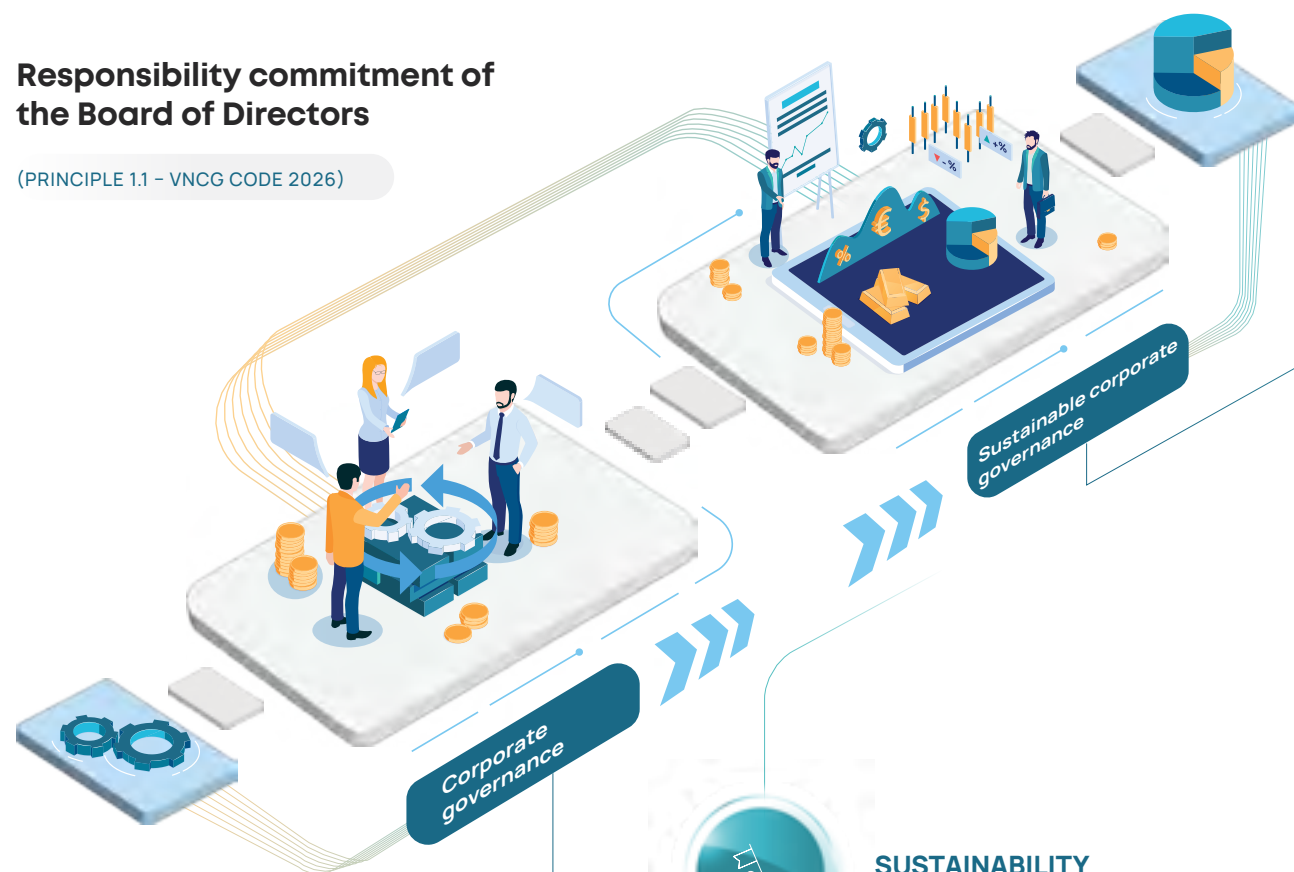 Responsibility commitment of
the Board of Directors
(PRINCIPLE 1.1 – VNCG CODE 2026)
+%
- %
€
$
%
Sustainable corporate
governance
Corporate
governance
SUSTAINABILITY